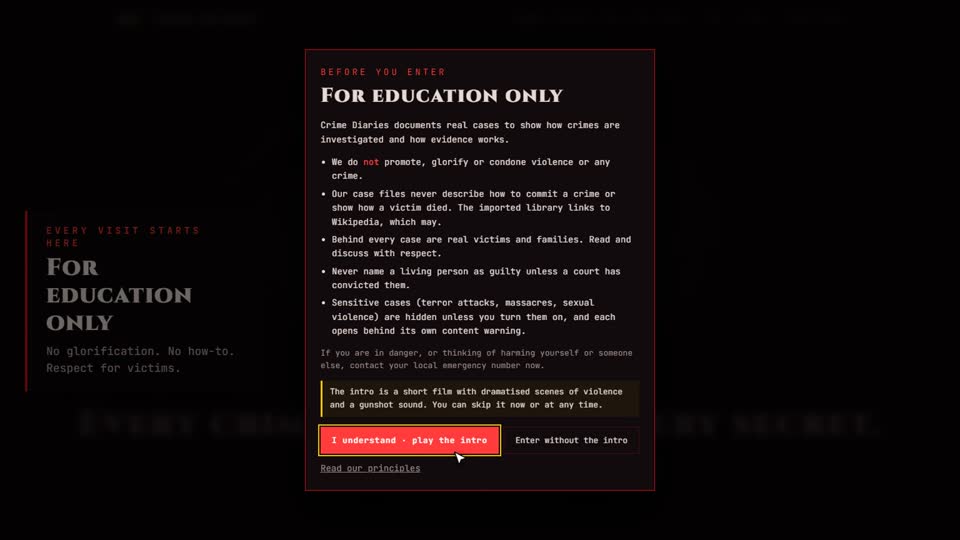 BEFORE YOU ENTER
FOR EDUCATION ONLY
Crime Diaries documents real cases to show how crimes are
investigated and how evidence works.
• We do not promote, glorify or condone violence or any
crime.
• Our case files never describe how to commit a crime or
show how a victim died. The imported library links to
Wikipedia, which may.
• Behind every case are real victims and families. Read and
discuss with respect.
• Never name a living person as guilty unless a court has
convicted them.
• Sensitive cases (terror attacks, massacres, sexual
violence) are hidden unless you turn them on, and each
opens behind its own content warning.
If you are in danger, or thinking of harming yourself or someone
else, contact your local emergency number now.
The intro is a short film with dramatised scenes of violence
and a gunshot sound. You can skip it now or at any time.
I understand · play the intro
Enter without the intro
Read our principles
EVERY VISIT STARTS
HERE
FOR
EDUCATION
ONLY
No glorification. No how-to.
Respect for victims.
EVERY SECRET.